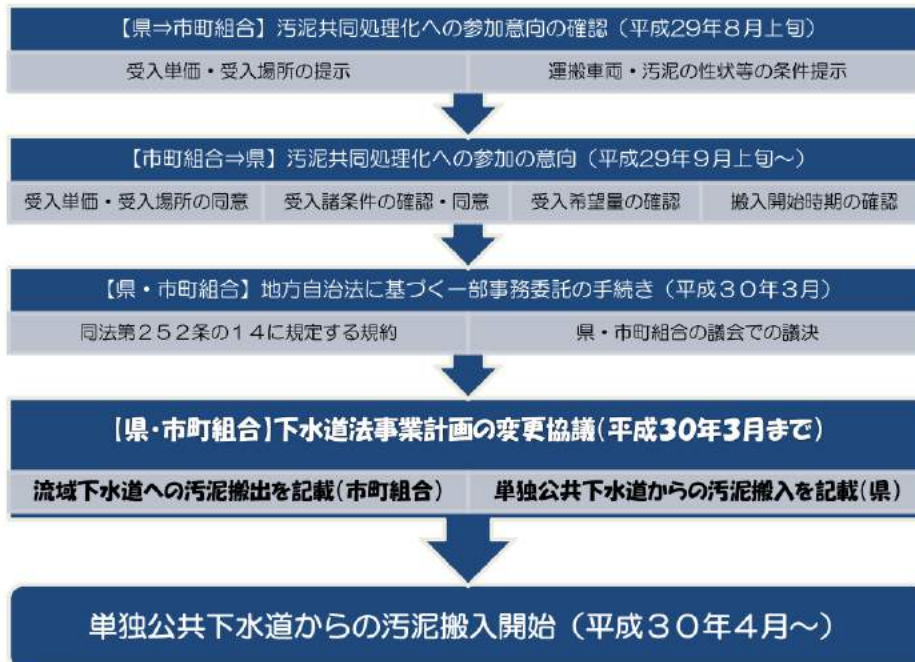 【県⇒市町組合】汚泥共同処理化への参加意向の確認(平成29年8月上旬)
受入単価・受入場所の提示
運搬車両・汚泥の性状等の条件提示
【市町組合⇒県】汚泥共同処理化への参加の意向(平成29年9月上旬~)
受入単価・受入場所の同意
受入諸条件の確認・同意
受入希望量の確認
搬入開始時期の確認
【県・市町組合】地方自治法に基づく一部事務委託の手続き(平成30年3月)
同法第252条の14に規定する規約
県・市町組合の議会での議決
【県・市町組合】下水道法事業計画の変更協議(平成30年3月まで)
流域下水道への汚泥搬出を記載(市町組合)
単独公共下水道からの汚泥搬入を記載(県)
単独公共下水道からの汚泥搬入開始(平成30年4月~)